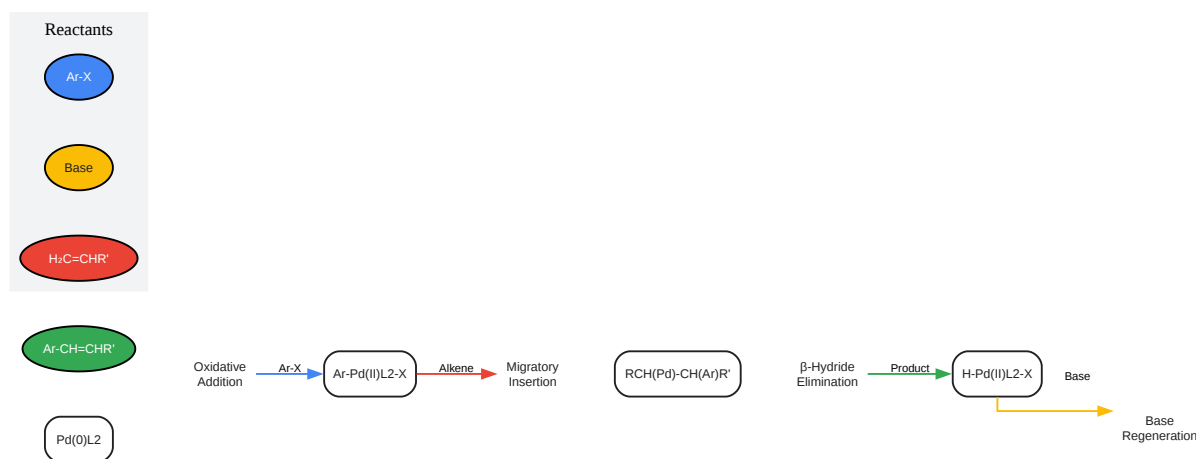 Reactants
Ar-X
Base
H₂C=CHR'
Ar-CH=CHR'
Pd(0)L2
Oxidative
Addition
Ar-X
Ar-Pd(II)L2-X
Alkene
Migratory
Insertion
RCH(Pd)-CH(Ar)R'
β-Hydride
Elimination
Product
H-Pd(II)L2-X
Base
Base
Regeneration